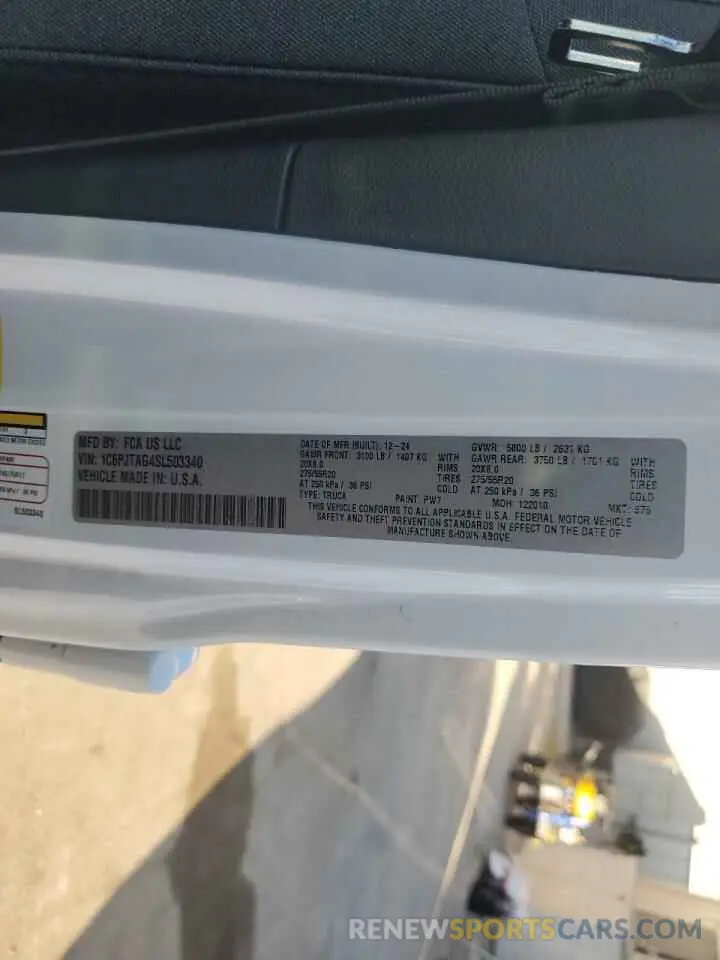 MFD BY: FCA US LLC
VIN: 1C6PJTAG4SL503340
VEHICLE MADE IN: U.S.A.
DATE OF MFR (BUILT): 12-24
GAWR FRONT: 3100 LB / 1407 KG WITH
20X8.0 RIMS
275/55R20 TIRES
AT 250 kPa / 36 PSI COLD
TYPE: TRUCK PAINT: PW7
GVWR: 5800 LB / 2631 KG
GAWR REAR: 3750 LB / 1701 KG WITH
20X8.0 RIMS
275/55R20 TIRES
AT 250 kPa / 36 PSI COLD
MDH: 122010
THIS VEHICLE CONFORMS TO ALL APPLICABLE U.S.A. FEDERAL MOTOR VEHICLE
SAFETY AND THEFT PREVENTION STANDARDS IN EFFECT ON THE DATE OF
MANUFACTURE SHOWN ABOVE
SL503340
RENEWSPORTSCARS.COM